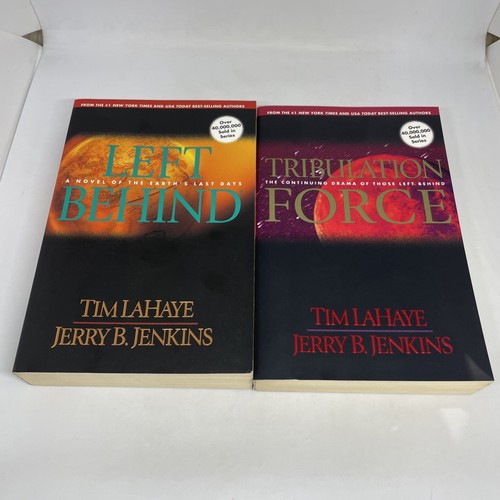 FROM THE #1 NEW YORK TIMES AND USA TODAY BEST-SELLING AUTHORS
Over
40,000,000
Sold in
Series
LEFT
A NOVEL OF THE EARTH'S LAST DAYS
BEHIND
TIM LAHAYE
JERRY B. JENKINS
FROM THE #1 NEW YORK TIMES AND USA TODAY BEST-SELLING AUTHORS
Over
40,000,000
Sold in
Series
TRIBULATION
THE CONTINUING DRAMA OF THOSE LEFT BEHIND
FORCE
TIM LAHAYE
JERRY B. JENKINS